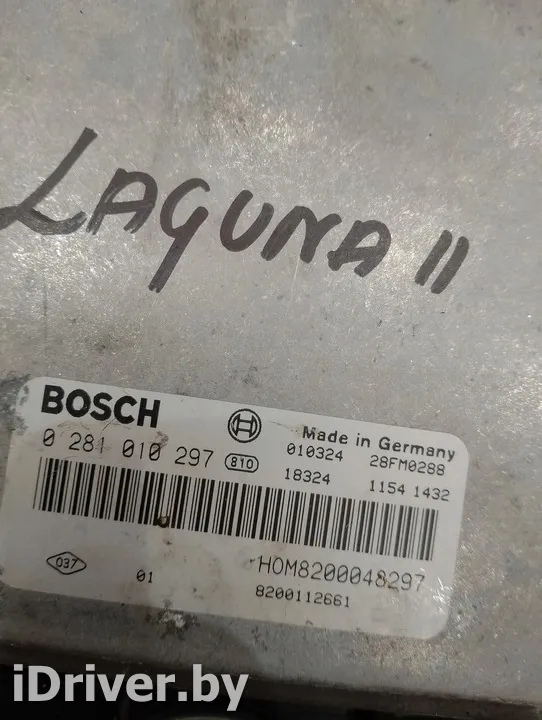 LAGUNA II
BOSCH
Made in Germany
0 281 010 297 810 010324 28FM0288
18324 1154 1432
037 01 HOM8200048297
8200112661
iDriver.by